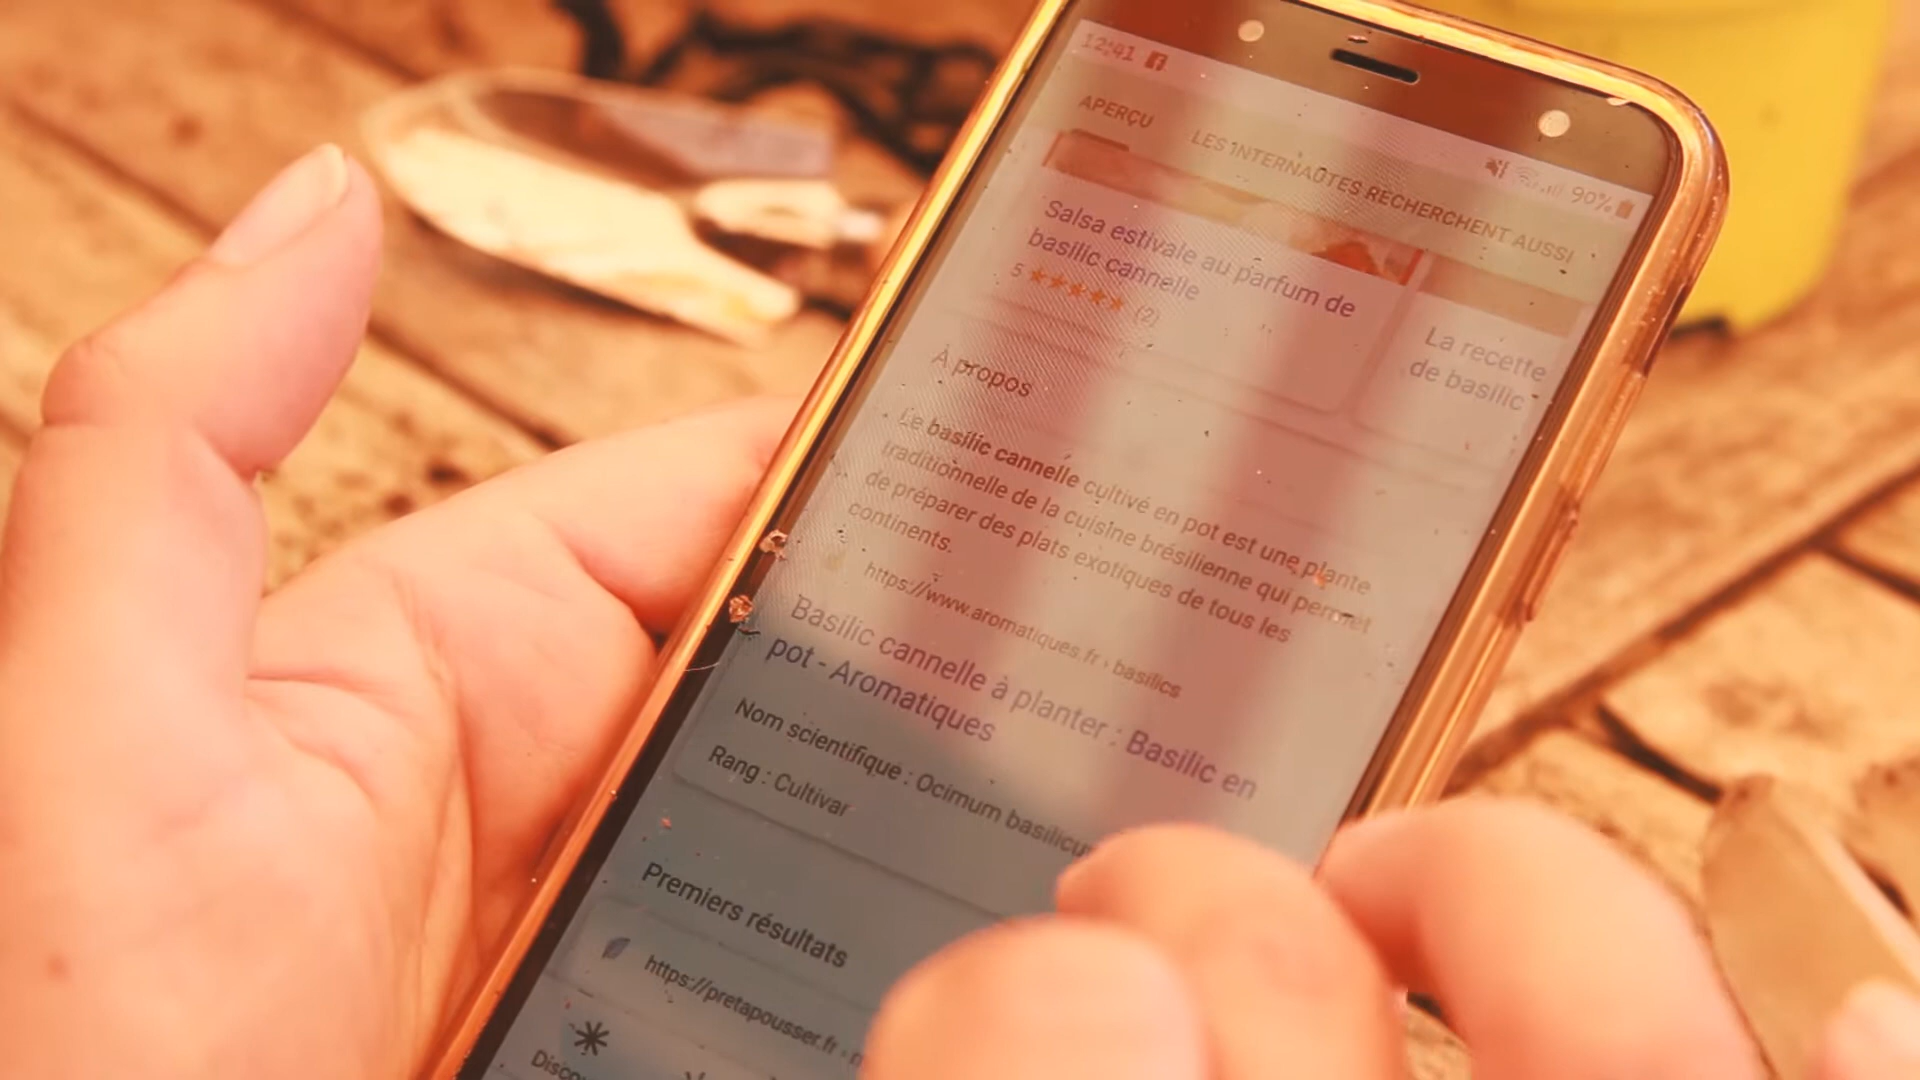 12:41
90%
APERÇU
LES INTERNAUTES RECHERCHENT AUSSI
Salsa estivale au parfum de
basilic cannelle
5 ★★★★★ (2)
La recette
de basilic
À propos
Le basilic cannelle cultivé en pot est une plante
traditionnelle de la cuisine brésilienne qui permet
de préparer des plats exotiques de tous les
continents.
https://www.aromatiques.fr › basilics
Basilic cannelle à planter : Basilic en
pot - Aromatiques
Nom scientifique : Ocimum basilicu
Rang : Cultivar
Premiers résultats
https://pretapousser.fr ›
Disco